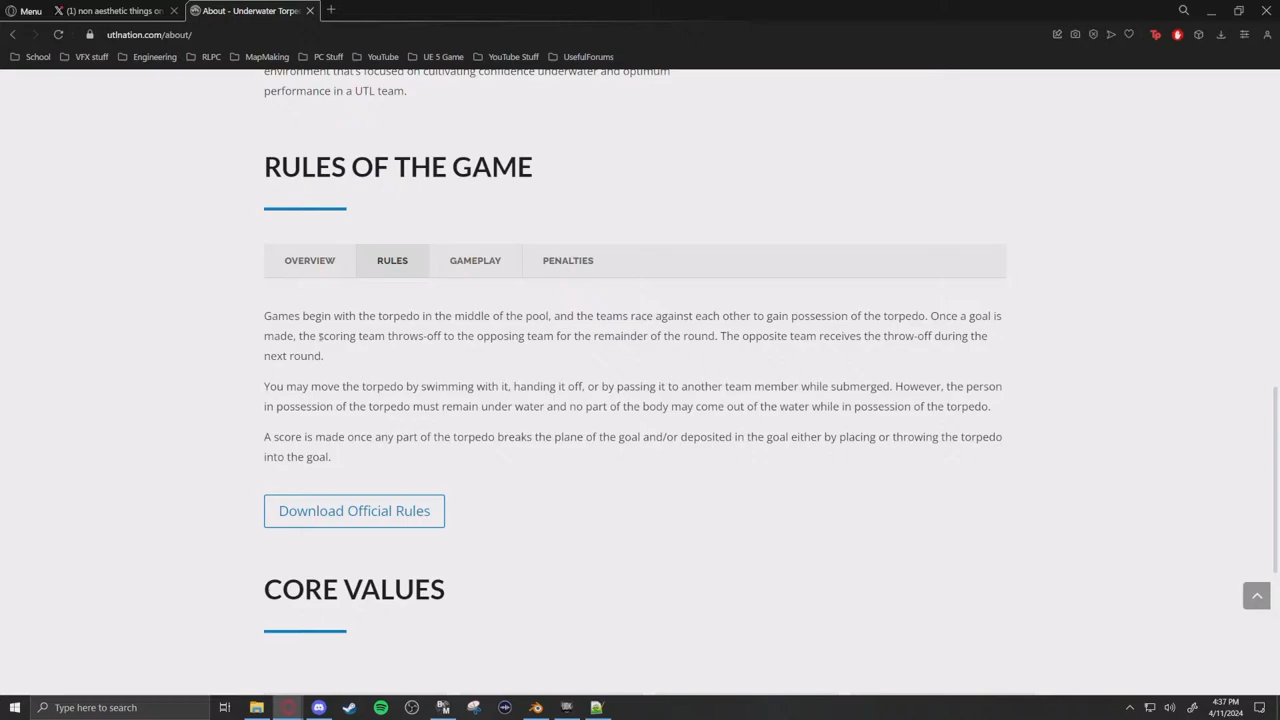 Menu
non aesthetic things on
About - Underwater Torpe
utlnation.com/about/
School
VFX stuff
Engineering
RLPC
MapMaking
PC Stuff
YouTube
UE 5 Game
YouTube Stuff
UsefulForums
environment that's focused on cultivating confidence underwater and optimum
performance in a UTL team.
RULES OF THE GAME
OVERVIEW
RULES
GAMEPLAY
PENALTIES
Games begin with the torpedo in the middle of the pool, and the teams race against each other to gain possession of the torpedo. Once a goal is
made, the scoring team throws-off to the opposing team for the remainder of the round. The opposite team receives the throw-off during the
next round.
You may move the torpedo by swimming with it, handing it off, or by passing it to another team member while submerged. However, the person
in possession of the torpedo must remain under water and no part of the body may come out of the water while in possession of the torpedo.
A score is made once any part of the torpedo breaks the plane of the goal and/or deposited in the goal either by placing or throwing the torpedo
into the goal.
Download Official Rules
CORE VALUES
Type here to search
4:37 PM
4/11/2024